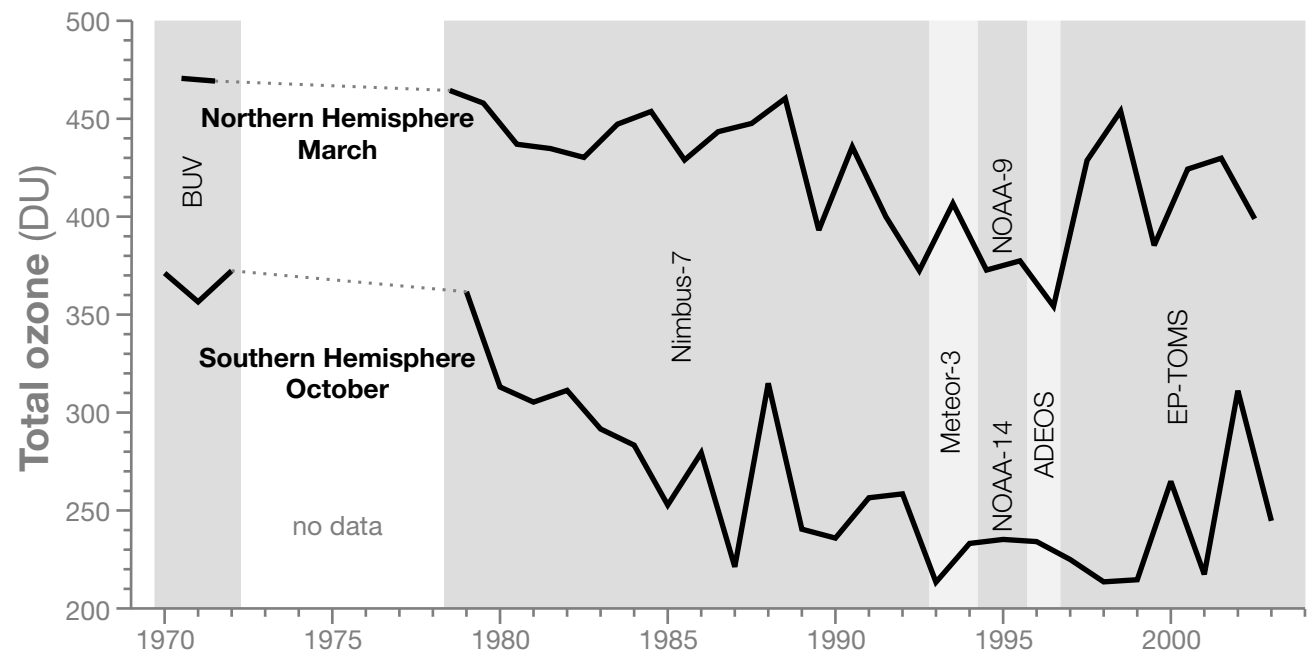 Total ozone (DU)
500
450
400
350
300
250
200
Northern Hemisphere
March
BUV
Southern Hemisphere
October
no data
Nimbus-7
Meteor-3
NOAA-9
NOAA-14
ADEOS
EP-TOMS
1970
1975
1980
1985
1990
1995
2000